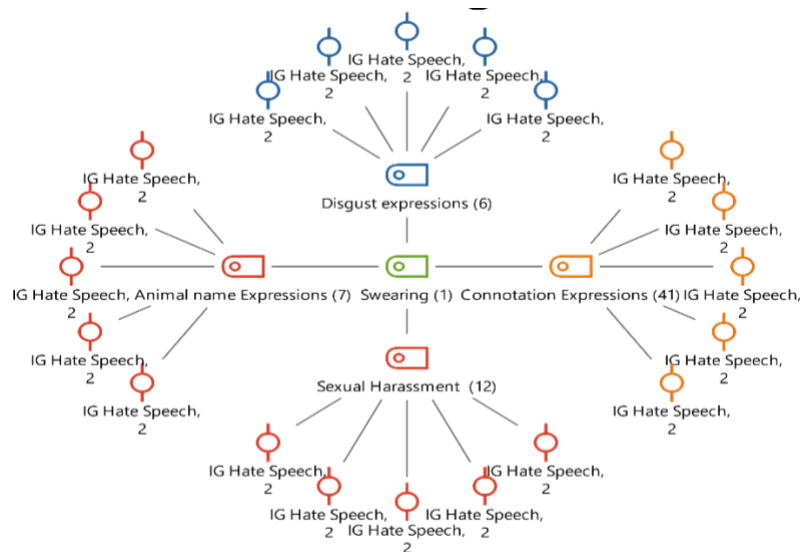 IG Hate Speech,
2
IG Hate Speech,
2
IG Hate Speech,
2
IG Hate Speech,
2
IG Hate Speech,
2
Disgust expressions (6)
IG Hate Speech,
2
IG Hate Speech,
2
IG Hate Speech,
2
IG Hate Speech,
2
IG Hate Speech,
2
Animal name Expressions (7)
Swearing (1)
Connotation Expressions (41)
IG Hate Speech,
2
IG Hate Speech,
2
IG Hate Speech,
2
IG Hate Speech,
2
IG Hate Speech,
2
Sexual Harassment (12)
IG Hate Speech,
2
IG Hate Speech,
2
IG Hate Speech,
2
IG Hate Speech,
2
IG Hate Speech,
2